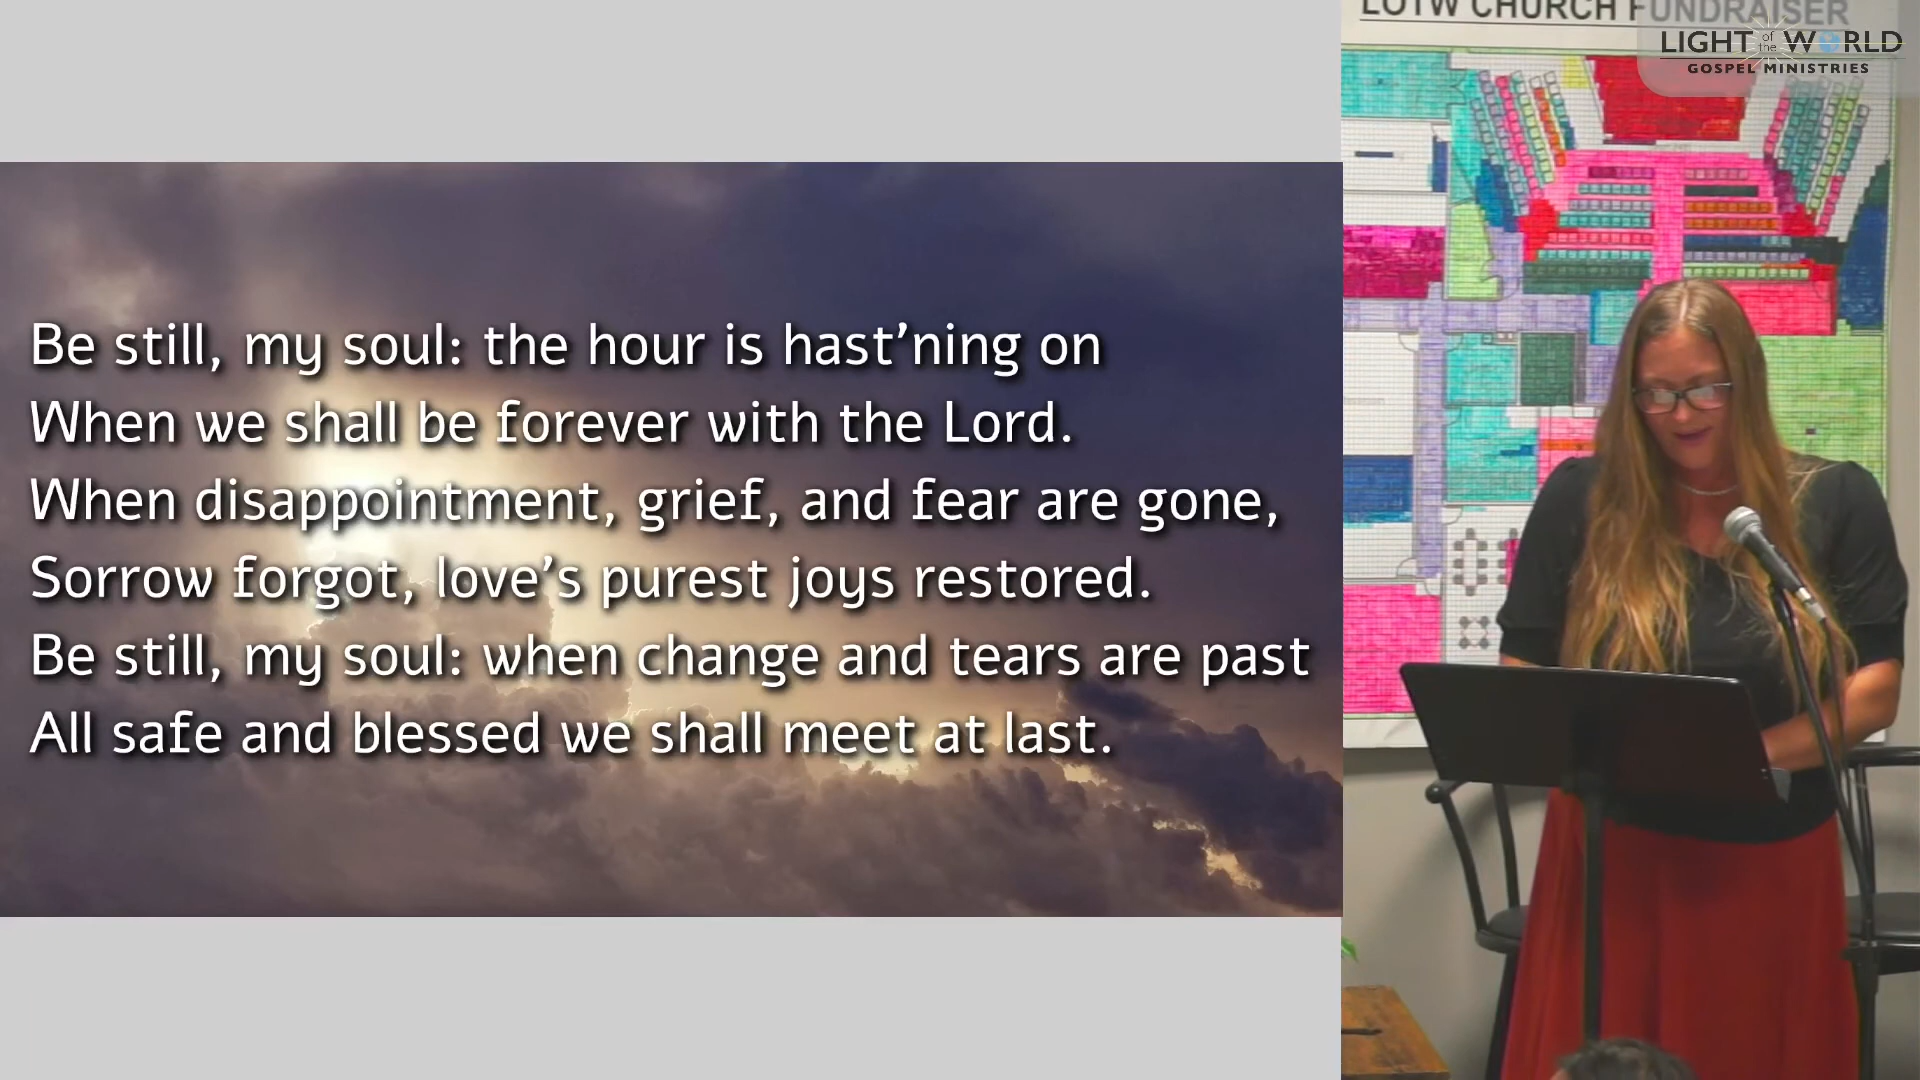 LOTW CHURCH FUNDRAISER
LIGHT of the WORLD
GOSPEL MINISTRIES
Be still, my soul: the hour is hast’ning on
When we shall be forever with the Lord.
When disappointment, grief, and fear are gone,
Sorrow forgot, love’s purest joys restored.
Be still, my soul: when change and tears are past
All safe and blessed we shall meet at last.